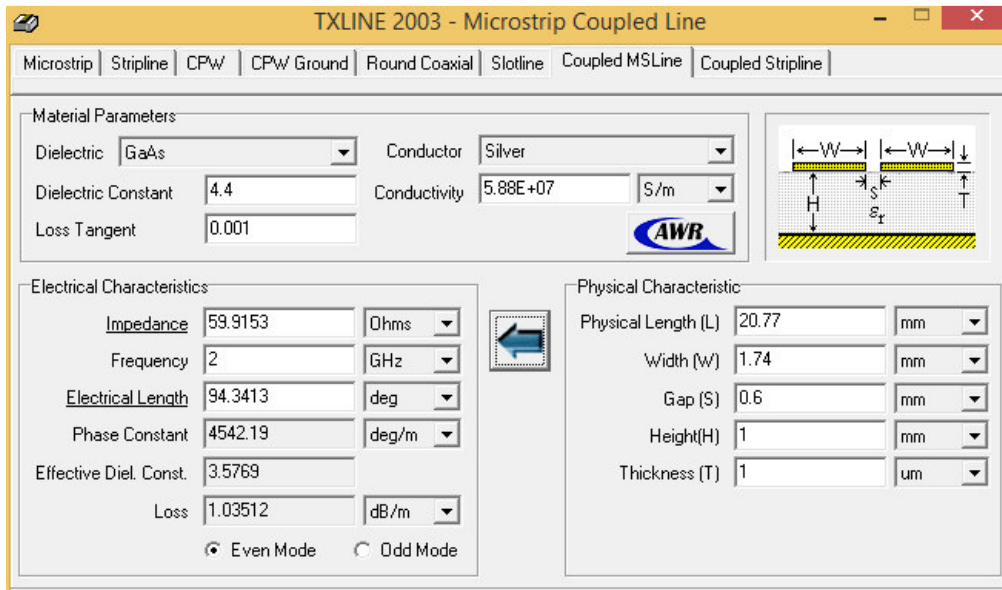 TXLINE 2003 - Microstrip Coupled Line
Microstrip Stripline CPW CPW Ground Round Coaxial Slotline Coupled MSLine Coupled Stripline
Material Parameters
Dielectric GaAs Conductor Silver
Dielectric Constant 4.4 Conductivity 5.88E+07 S/m
Loss Tangent 0.001
AWR
W W
S T
H
εr
Electrical Characteristics
Impedance 59.9153 Ohms
Frequency 2 GHz
Electrical Length 94.3413 deg
Phase Constant 4542.19 deg/m
Effective Diel. Const. 3.5769
Loss 1.03512 dB/m
Even Mode Odd Mode
Physical Characteristic
Physical Length (L) 20.77 mm
Width (W) 1.74 mm
Gap (S) 0.6 mm
Height(H) 1 mm
Thickness (T) 1 um